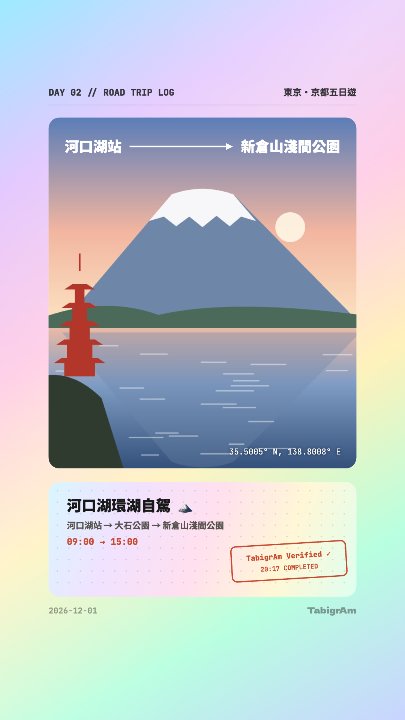 DAY 02 // ROAD TRIP LOG
東京・京都五日遊
河口湖站 → 新倉山淺間公園
35.5005° N, 138.8008° E
河口湖環湖自駕 🗻
河口湖站 → 大石公園 → 新倉山淺間公園
09:00 → 15:00
TabigrAm Verified ✓
20:17 COMPLETED
2026-12-01
TabigrAm